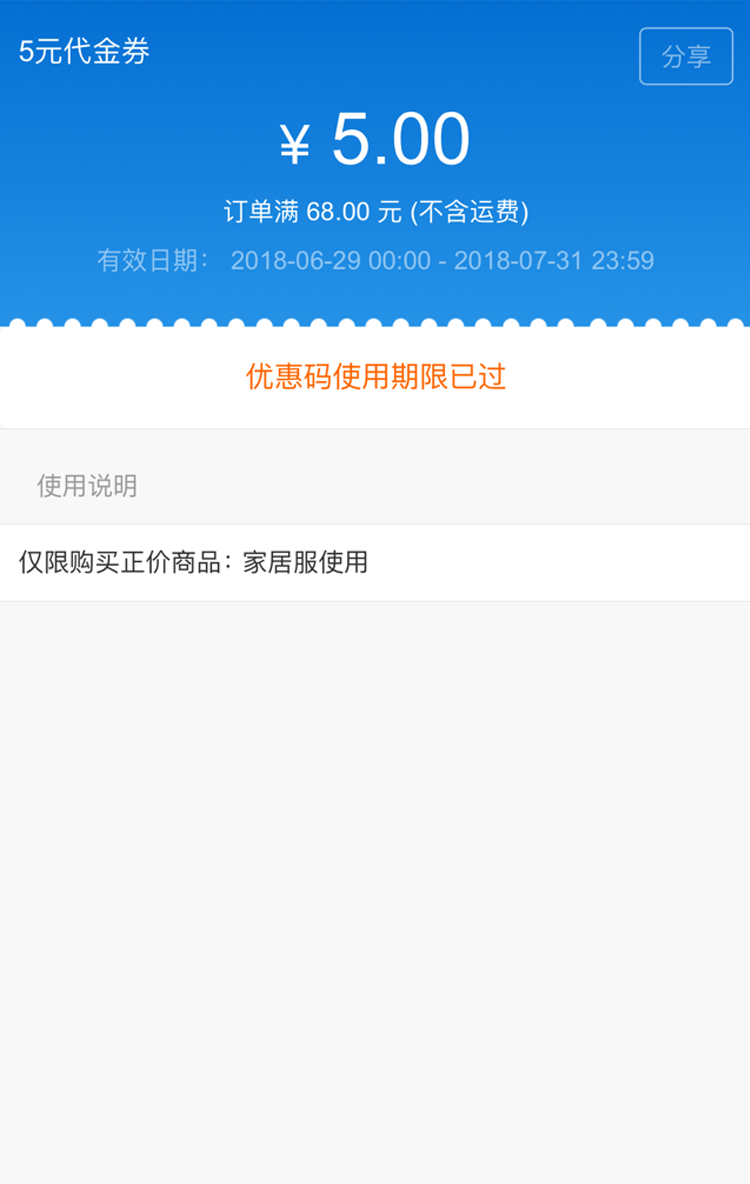 5元代金券
分享
¥ 5.00
订单满 68.00 元 (不含运费)
有效日期： 2018-06-29 00:00 - 2018-07-31 23:59
优惠码使用期限已过
使用说明
仅限购买正价商品：家居服使用